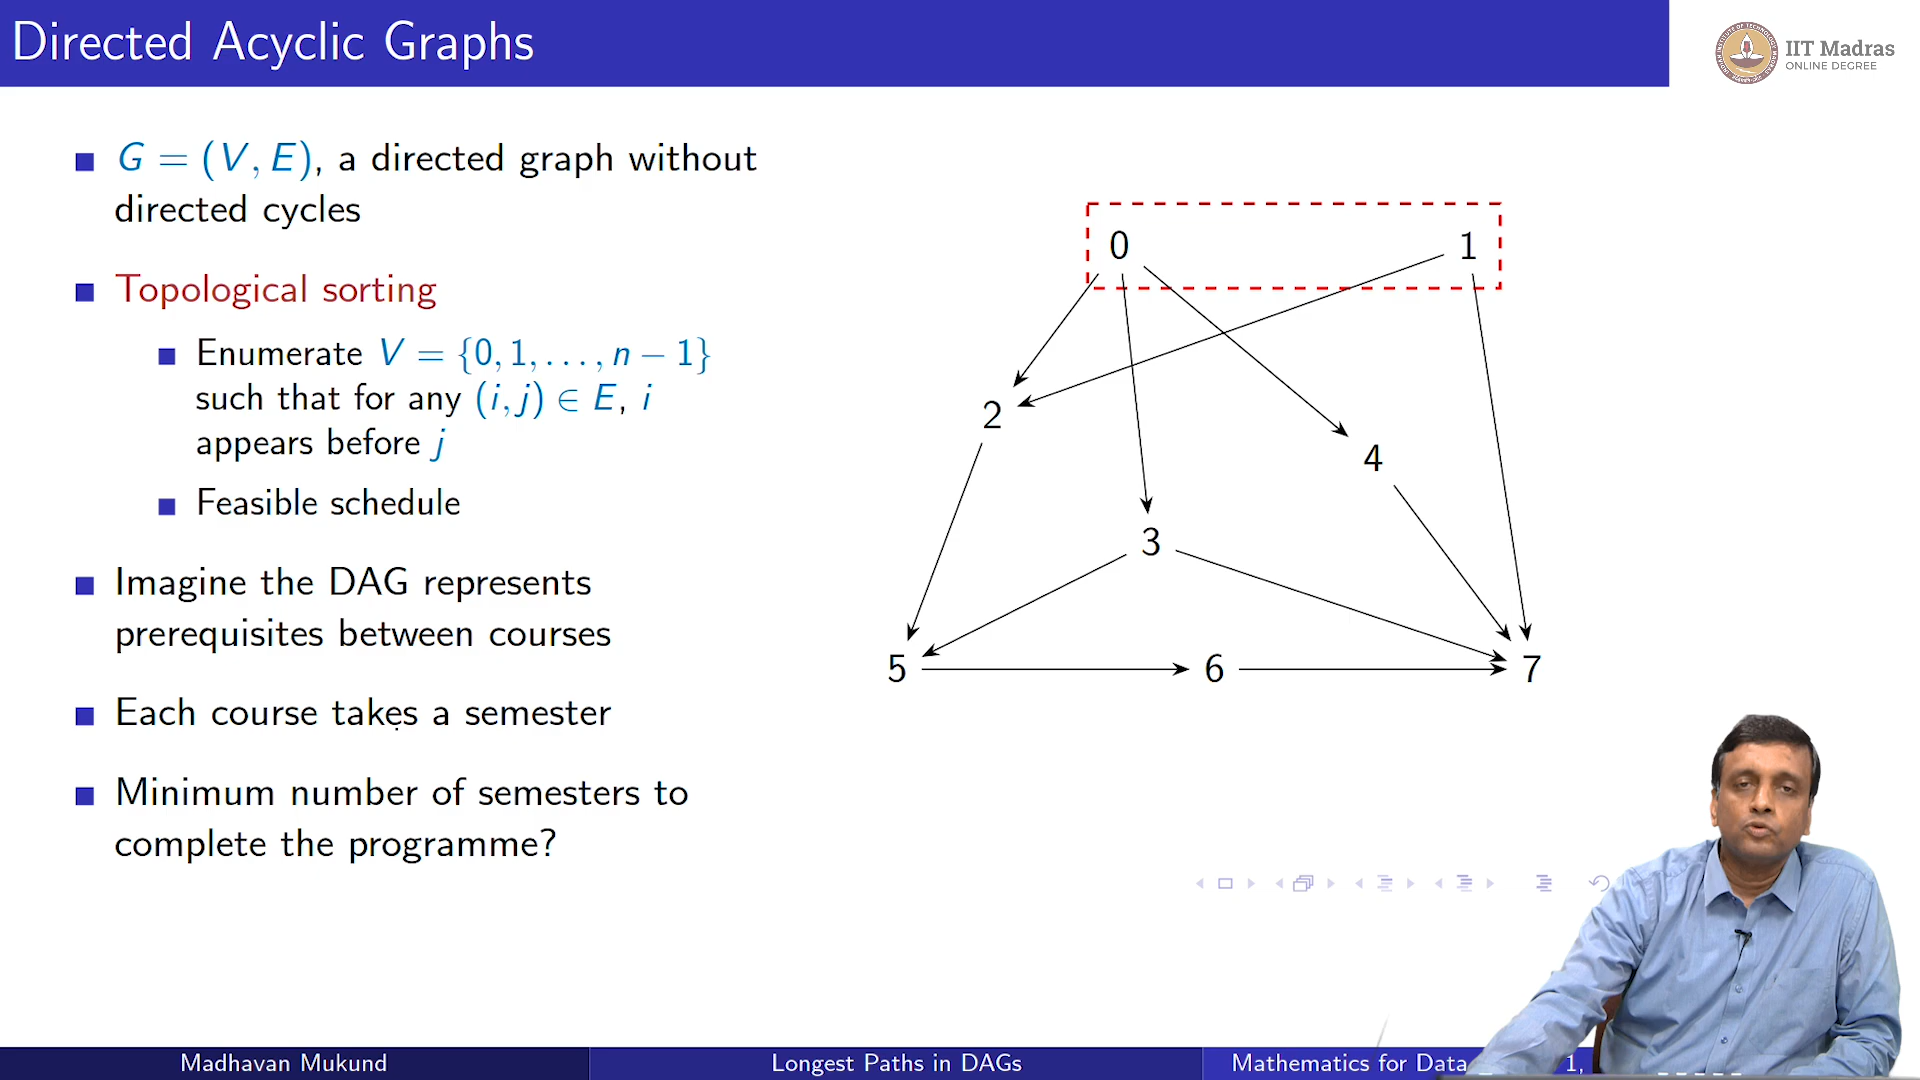 Directed Acyclic Graphs
IIT Madras
ONLINE DEGREE
G = (V, E), a directed graph without
directed cycles
Topological sorting
Enumerate V = {0, 1, . . . , n − 1}
such that for any (i, j) ∈ E, i
appears before j
Feasible schedule
Imagine the DAG represents
prerequisites between courses
Each course takes a semester
Minimum number of semesters to
complete the programme?
0 1
2
4
3
5 6 7
Madhavan Mukund
Longest Paths in DAGs
Mathematics for Data
1,